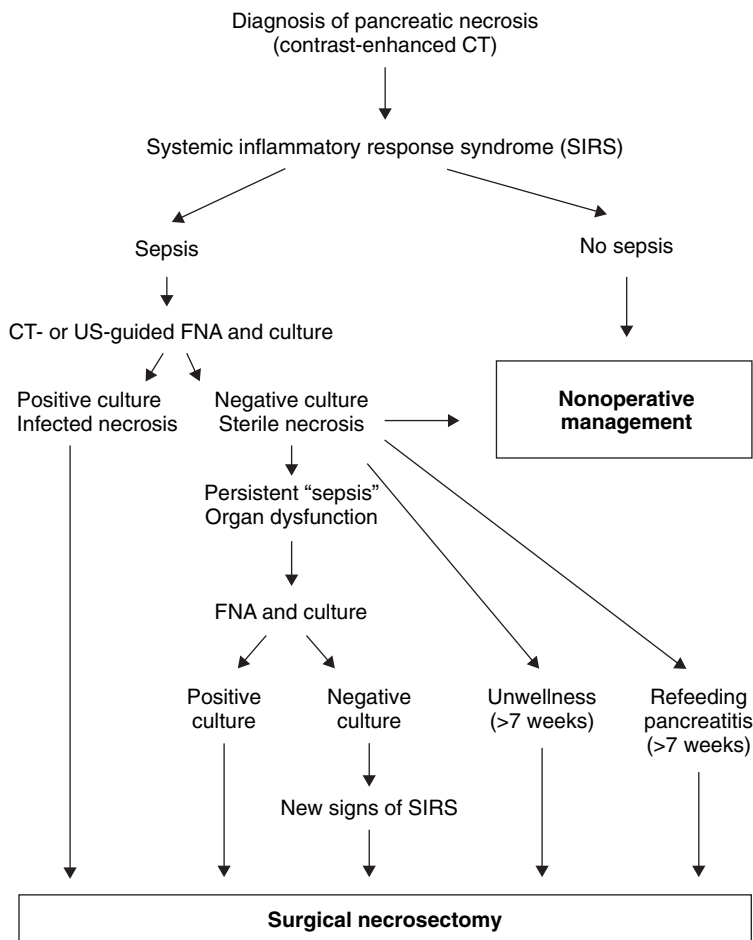 Diagnosis of pancreatic necrosis
(contrast-enhanced CT)
Systemic inflammatory response syndrome (SIRS)
Sepsis
No sepsis
CT- or US-guided FNA and culture
Positive culture
Infected necrosis
Negative culture
Sterile necrosis
Nonoperative
management
Persistent “sepsis”
Organ dysfunction
FNA and culture
Positive
culture
Negative
culture
Unwellness
(>7 weeks)
Refeeding
pancreatitis
(>7 weeks)
New signs of SIRS
Surgical necrosectomy